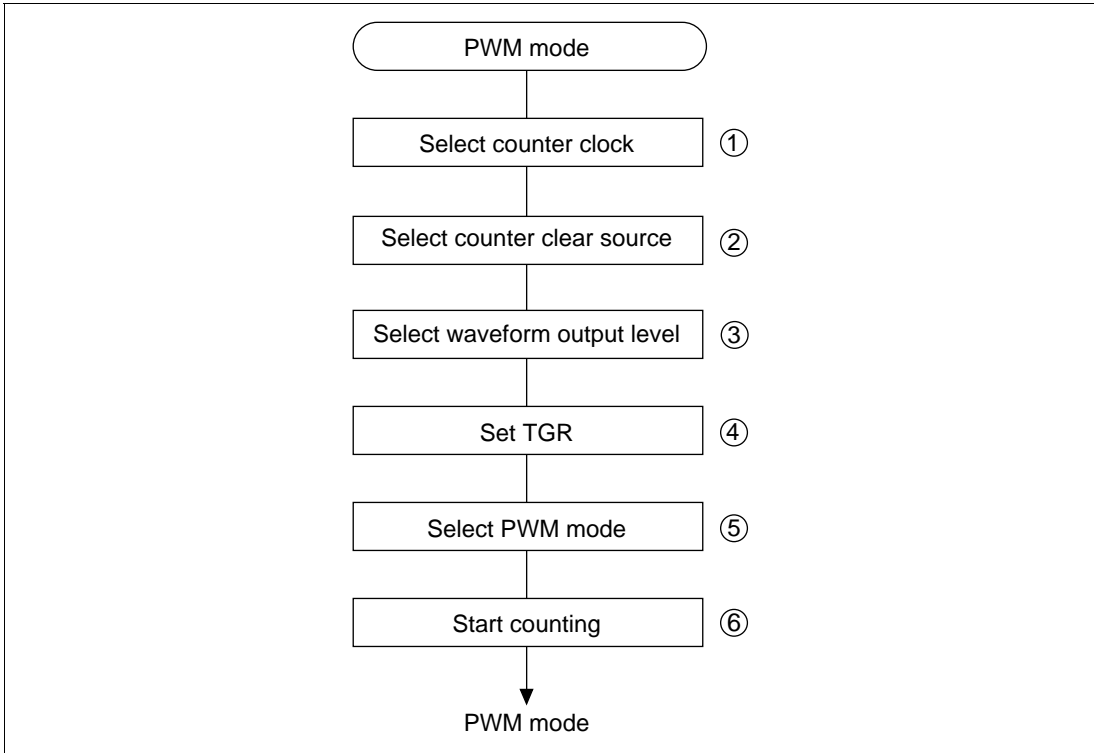 PWM mode
Select counter clock ①
Select counter clear source ②
Select waveform output level ③
Set TGR ④
Select PWM mode ⑤
Start counting ⑥
PWM mode